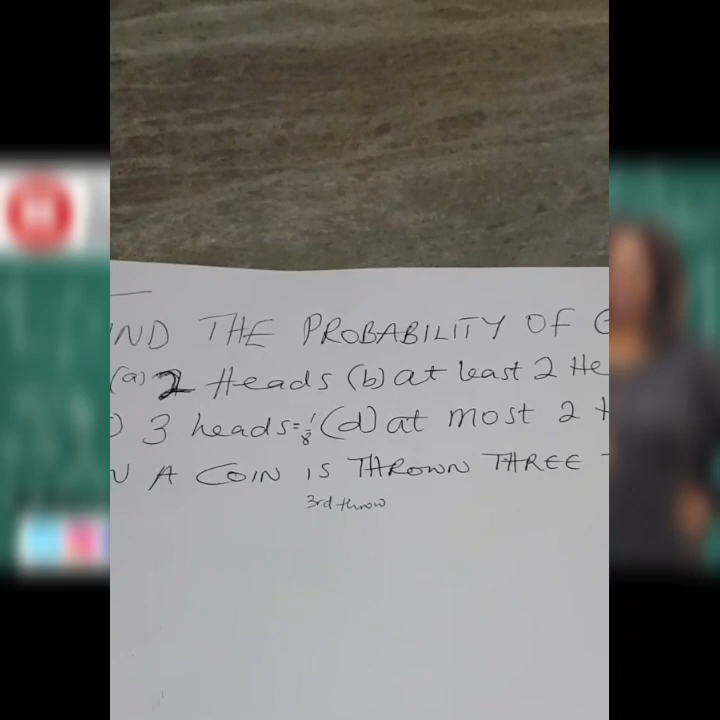 IND THE PROBABILITY OF G
(a) 2 Heads (b) at least 2 He
) 3 heads=1/8 (d) at most 2 H
N A COIN IS THROWN THREE T
3rd throw